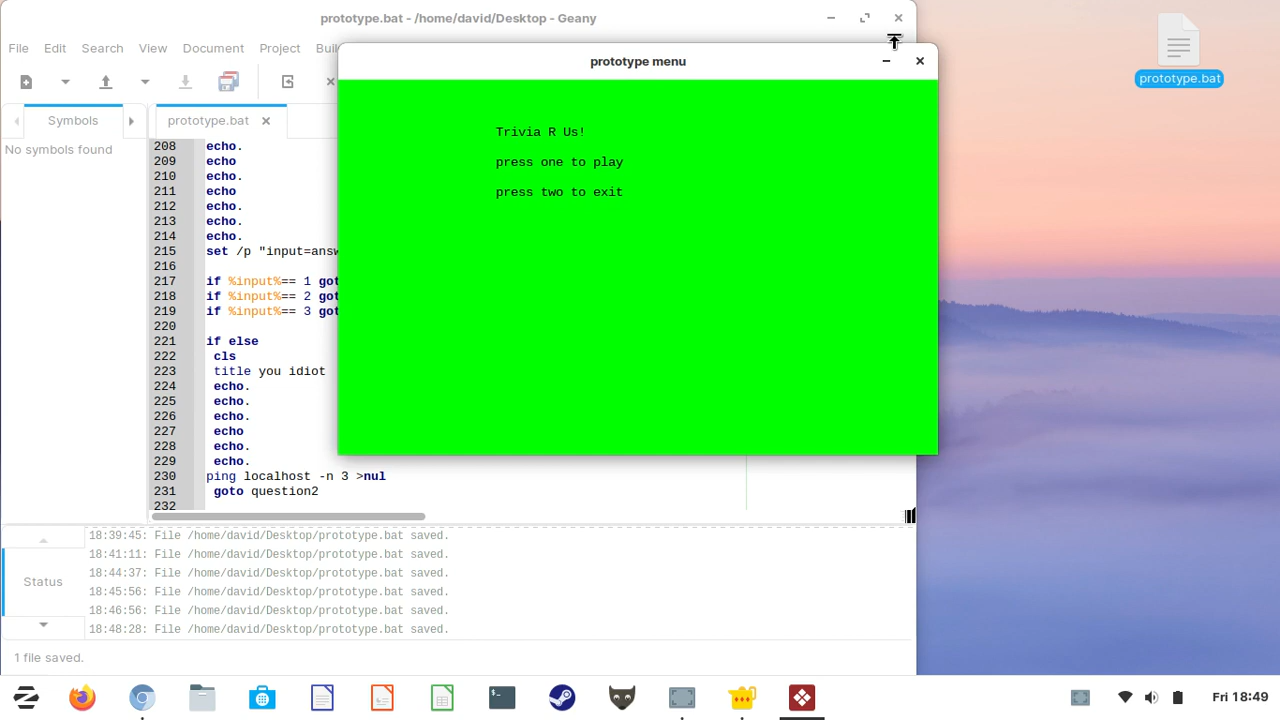 prototype.bat - /home/david/Desktop - Geany
File Edit Search View Document Project Buil
prototype menu
prototype.bat
Symbols
prototype.bat
No symbols found
Trivia R Us!
press one to play
press two to exit
208 echo.
209 echo
210 echo.
211 echo
212 echo.
213 echo.
214 echo.
215 set /p "input=answ
216
217 if %input%== 1 got
218 if %input%== 2 got
219 if %input%== 3 got
220
221 if else
222 cls
223 title you idiot
224 echo.
225 echo.
226 echo.
227 echo
228 echo.
229 echo.
230 ping localhost -n 3 >nul
231 goto question2
232
Status
18:39:45: File /home/david/Desktop/prototype.bat saved.
18:41:11: File /home/david/Desktop/prototype.bat saved.
18:44:37: File /home/david/Desktop/prototype.bat saved.
18:45:56: File /home/david/Desktop/prototype.bat saved.
18:46:56: File /home/david/Desktop/prototype.bat saved.
18:48:28: File /home/david/Desktop/prototype.bat saved.
1 file saved.
Fri 18:49